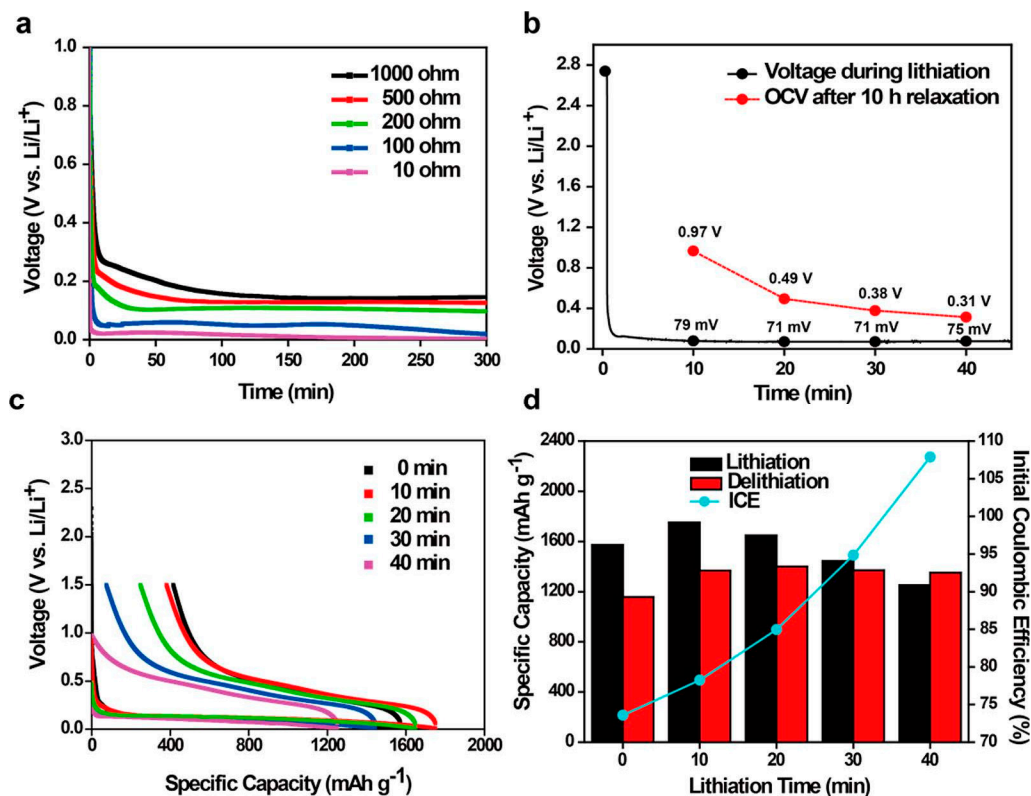 a
1.0
0.8
0.6
0.4
0.2
0.0
Voltage (V vs. Li/Li+)
1000 ohm
500 ohm
200 ohm
100 ohm
10 ohm
0 50 100 150 200 250 300
Time (min)
b
2.8
2.4
2.0
1.6
1.2
0.8
0.4
0.0
Voltage (V vs. Li/Li+)
Voltage during lithiation
OCV after 10 h relaxation
0.97 V
0.49 V
0.38 V
0.31 V
79 mV
71 mV
71 mV
75 mV
0 10 20 30 40
Time (min)
c
3.0
2.5
2.0
1.5
1.0
0.5
0.0
Voltage (V vs. Li/Li+)
0 min
10 min
20 min
30 min
40 min
0 400 800 1200 1600 2000
Specific Capacity (mAh g-1)
d
2400
2000
1600
1200
800
400
0
Specific Capacity (mAh g-1)
Lithiation
Delithiation
ICE
110
105
100
95
90
85
80
75
70
Initial Coulombic Efficiency (%)
0 10 20 30 40
Lithiation Time (min)